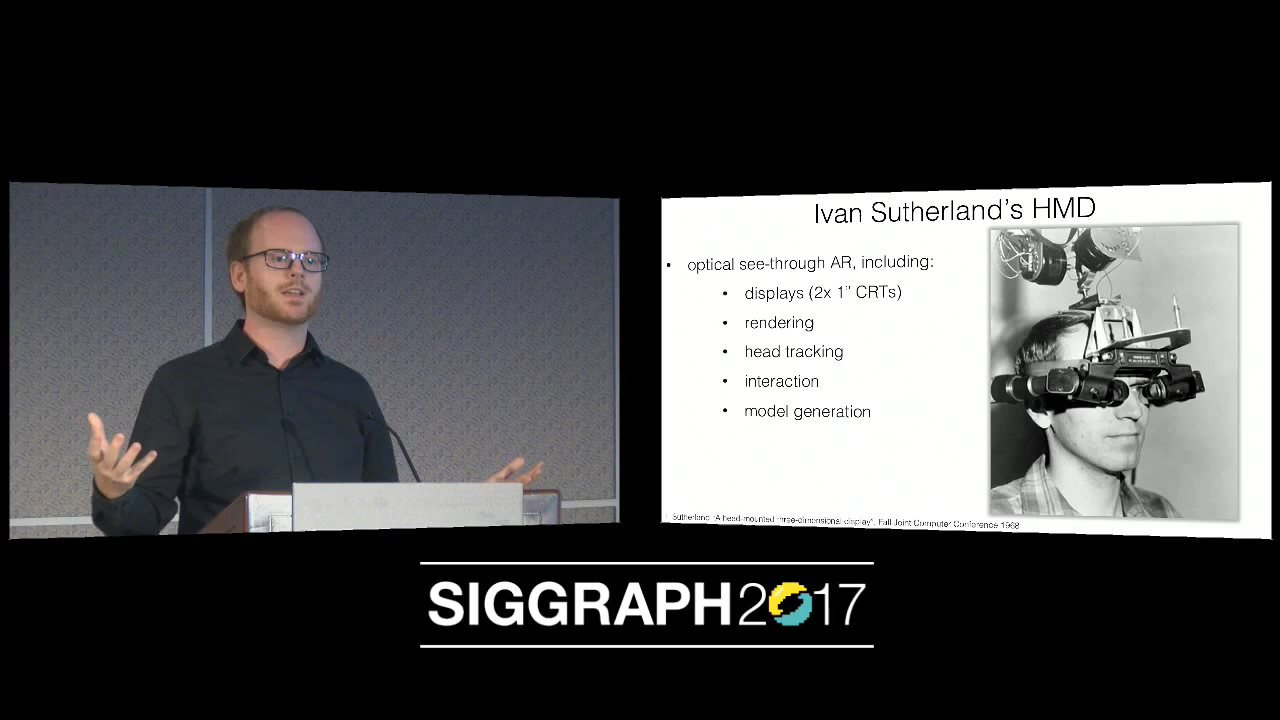 Ivan Sutherland's HMD
• optical see-through AR, including:
• displays (2x 1" CRTs)
• rendering
• head tracking
• interaction
• model generation
I. Sutherland "A head-mounted three-dimensional display", Fall Joint Computer Conference 1968
SIGGRAPH2017